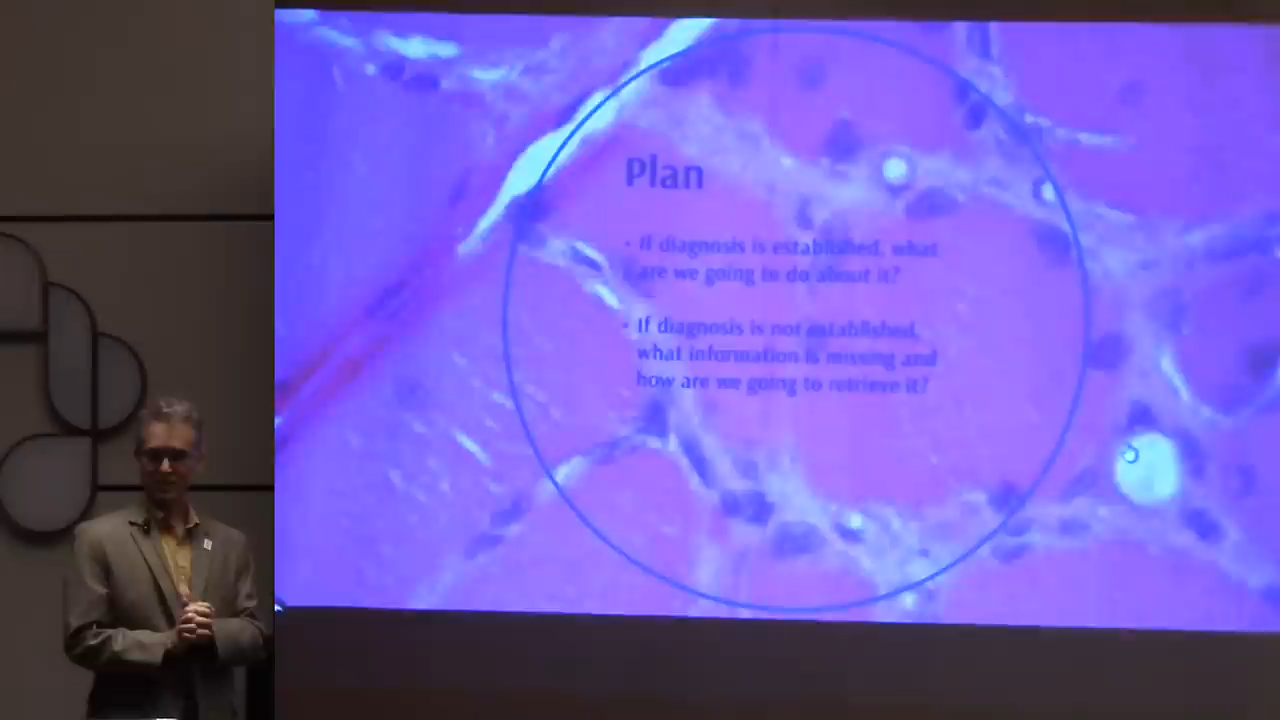 Plan
• If diagnosis is established, what
are we going to do about it?
• If diagnosis is not established,
what information is missing and
how are we going to retrieve it?